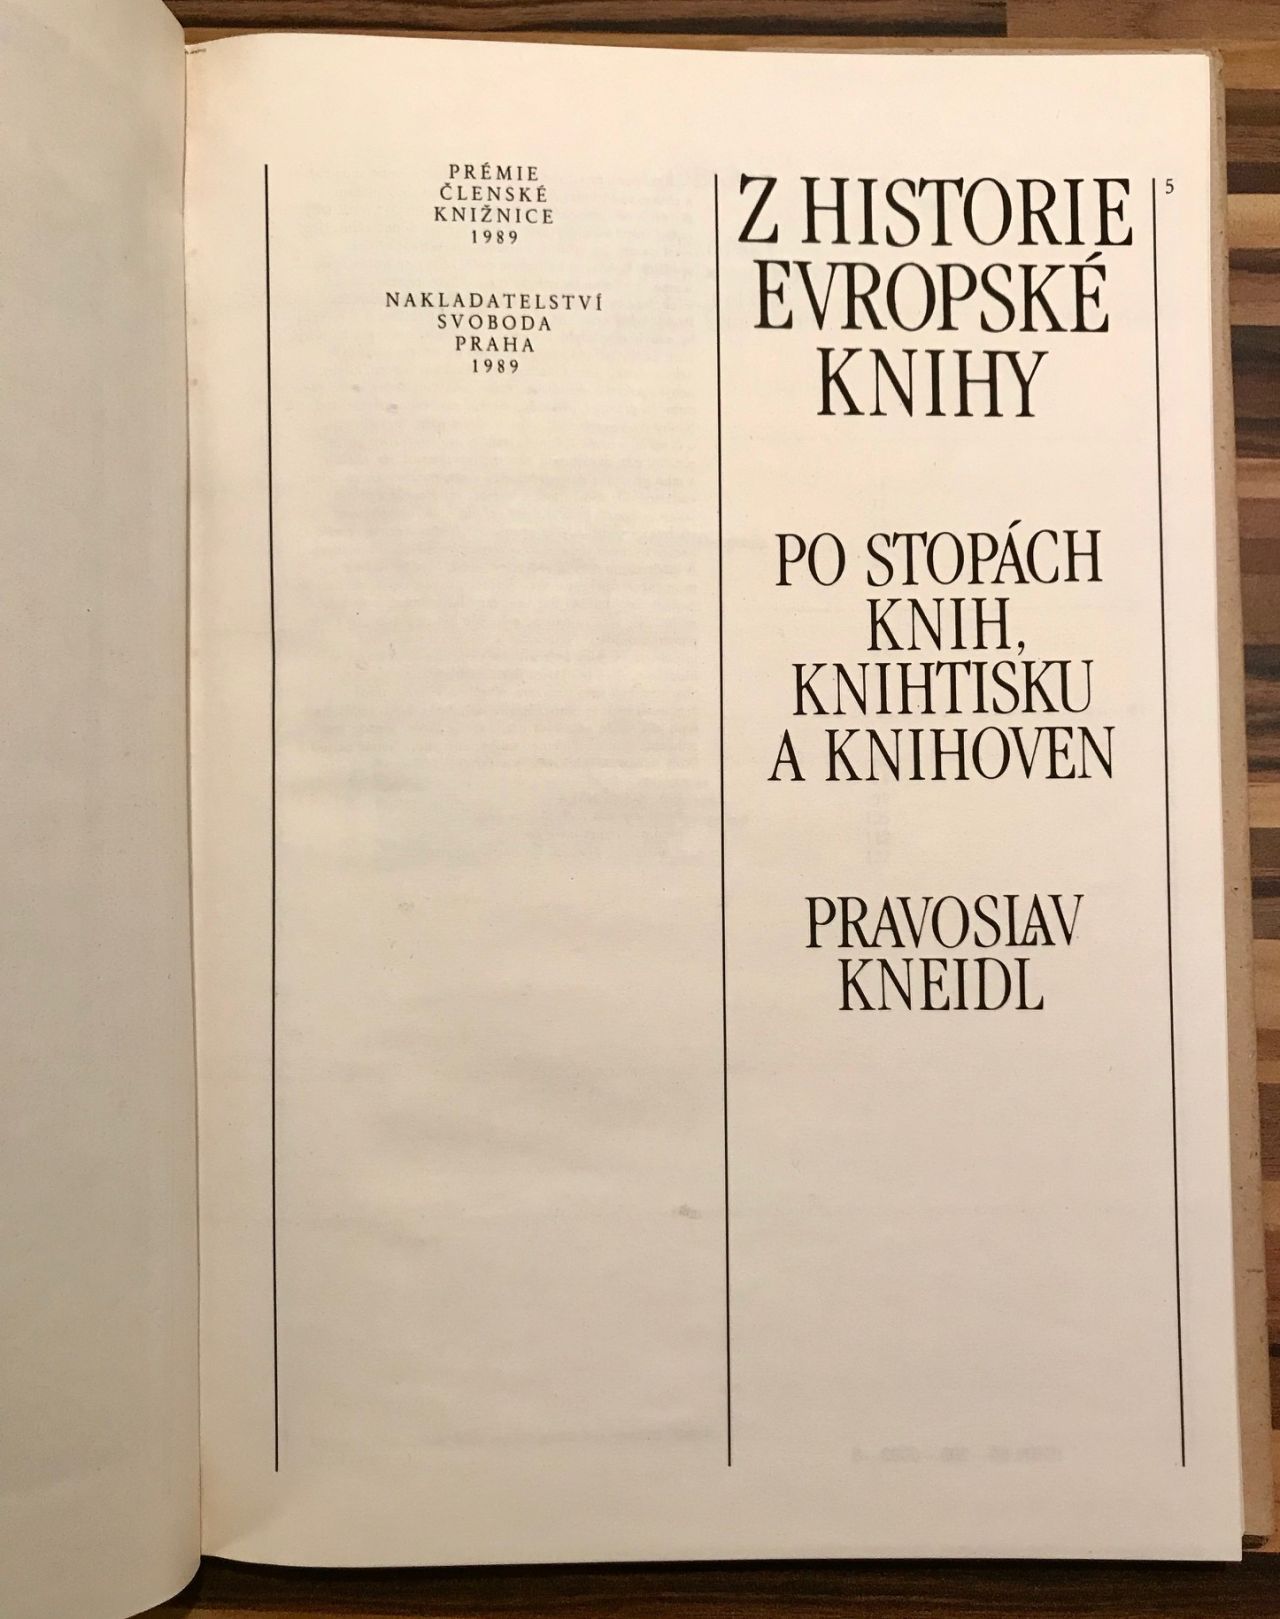 PRÉMIE
ČLENSKÉ
KNIŽNICE
1989
NAKLADATELSTVÍ
SVOBODA
PRAHA
1989
Z HISTORIE
EVROPSKÉ
KNIHY
PO STOPÁCH
KNIH,
KNIHTISKU
A KNIHOVEN
PRAVOSLAV
KNEIDL
5